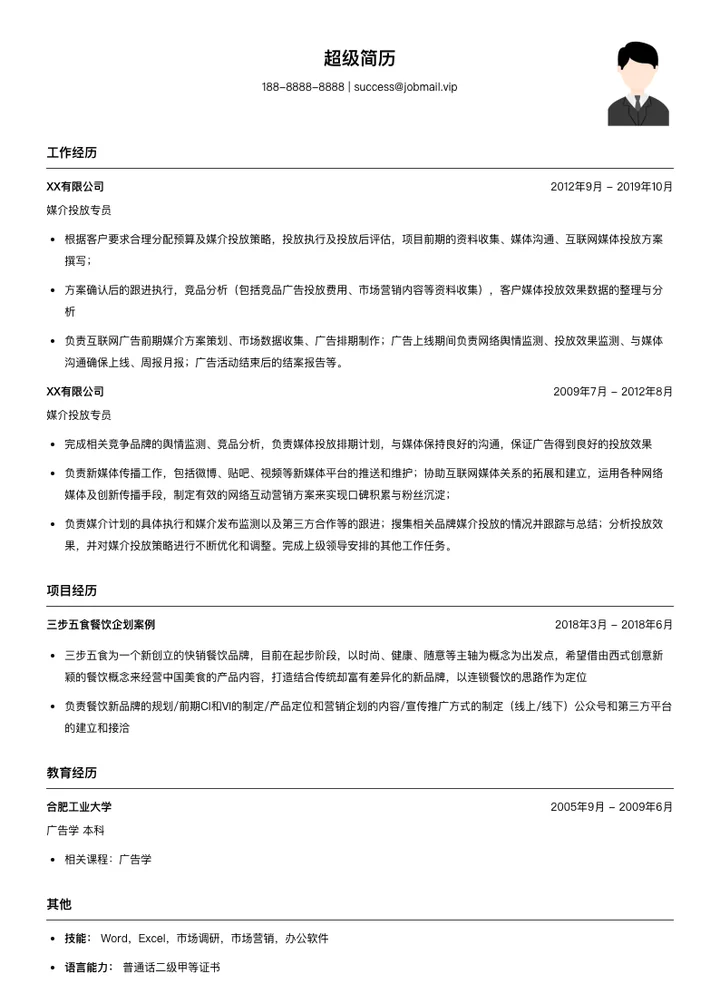 超级简历
188-8888-8888 | success@jobmail.vip
工作经历
XX有限公司 2012年9月 – 2019年10月
媒介投放专员
• 根据客户要求合理分配预算及媒介投放策略，投放执行及投放后评估，项目前期的资料收集、媒体沟通、互联网媒体投放方案
撰写；
• 方案确认后的跟进执行，竞品分析（包括竞品广告投放费用、市场营销内容等资料收集），客户媒体投放效果数据的整理与分
析
• 负责互联网广告前期媒介方案策划、市场数据收集、广告排期制作；广告上线期间负责网络舆情监测、投放效果监测、与媒体
沟通确保上线、周报月报；广告活动结束后的结案报告等。
XX有限公司 2009年7月 – 2012年8月
媒介投放专员
• 完成相关竞争品牌的舆情监测、竞品分析，负责媒体投放排期计划，与媒体保持良好的沟通，保证广告得到良好的投放效果
• 负责新媒体传播工作，包括微博、贴吧、视频等新媒体平台的推送和维护；协助互联网媒体关系的拓展和建立，运用各种网络
媒体及创新传播手段，制定有效的网络互动营销方案来实现口碑积累与粉丝沉淀；
• 负责媒介计划的具体执行和媒介发布监测以及第三方合作等的跟进；搜集相关品牌媒介投放的情况并跟踪与总结；分析投放效
果，并对媒介投放策略进行不断优化和调整。完成上级领导安排的其他工作任务。
项目经历
三步五食餐饮企划案例 2018年3月 – 2018年6月
• 三步五食为一个新创立的快销餐饮品牌，目前在起步阶段，以时尚、健康、随意等主轴为概念为出发点，希望借由西式创意新
颖的餐饮概念来经营中国美食的产品内容，打造结合传统却富有差异化的新品牌，以连锁餐饮的思路作为定位
• 负责餐饮新品牌的规划/前期CI和VI的制定/产品定位和营销企划的内容/宣传推广方式的制定（线上/线下）公众号和第三方平台
的建立和接洽
教育经历
合肥工业大学 2005年9月 – 2009年6月
广告学 本科
• 相关课程：广告学
其他
• 技能： Word，Excel，市场调研，市场营销，办公软件
• 语言能力： 普通话二级甲等证书